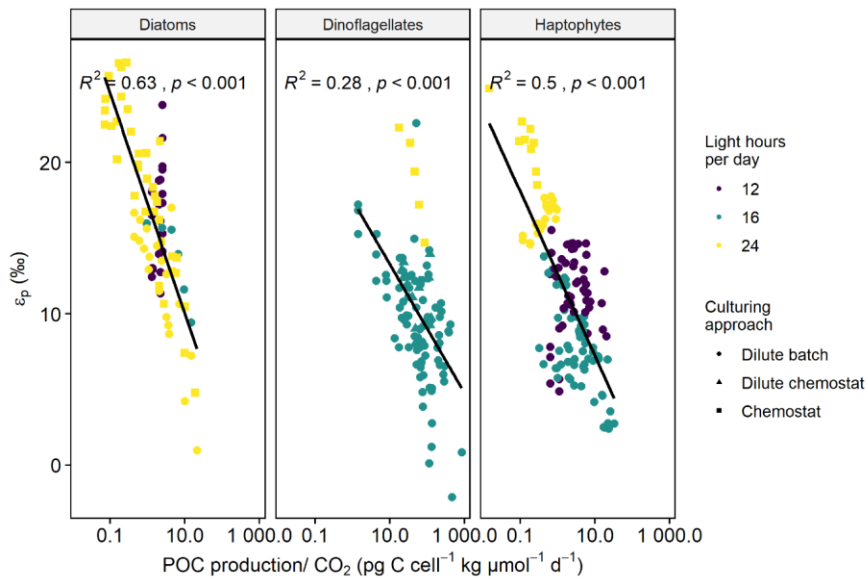 Diatoms
Dinoflagellates
Haptophytes
R² = 0.63 , p < 0.001
R² = 0.28 , p < 0.001
R² = 0.5 , p < 0.001
20
10
0
εp (‰)
0.1 10.0 1 000.0
0.1 10.0 1 000.0
0.1 10.0 1 000.0
POC production/ CO₂ (pg C cell⁻¹ kg μmol⁻¹ d⁻¹)
Light hours
per day
12
16
24
Culturing
approach
Dilute batch
Dilute chemostat
Chemostat